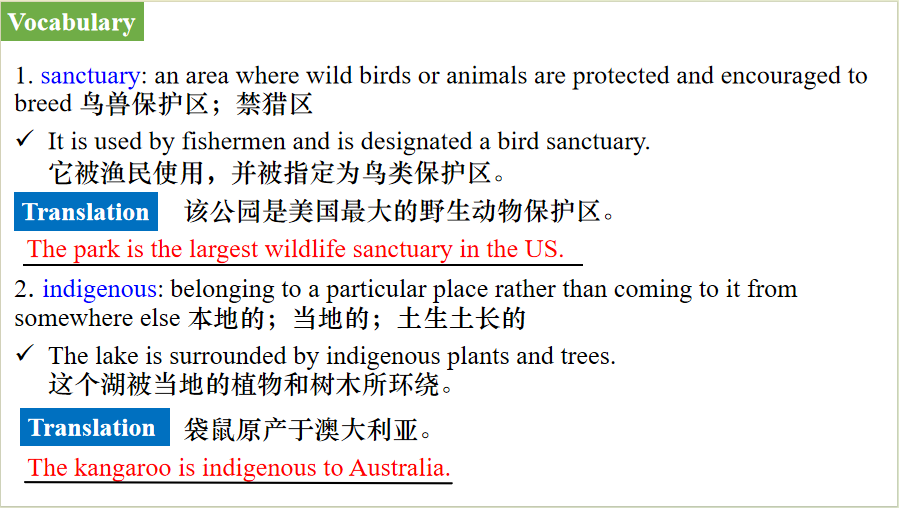 Vocabulary
1. sanctuary: an area where wild birds or animals are protected and encouraged to
breed 鸟兽保护区；禁猎区
✓ It is used by fishermen and is designated a bird sanctuary.
它被渔民使用，并被指定为鸟类保护区。
Translation 该公园是美国最大的野生动物保护区。
The park is the largest wildlife sanctuary in the US.
2. indigenous: belonging to a particular place rather than coming to it from
somewhere else 本地的；当地的；土生土长的
✓ The lake is surrounded by indigenous plants and trees.
这个湖被当地的植物和树木所环绕。
Translation 袋鼠原产于澳大利亚。
The kangaroo is indigenous to Australia.